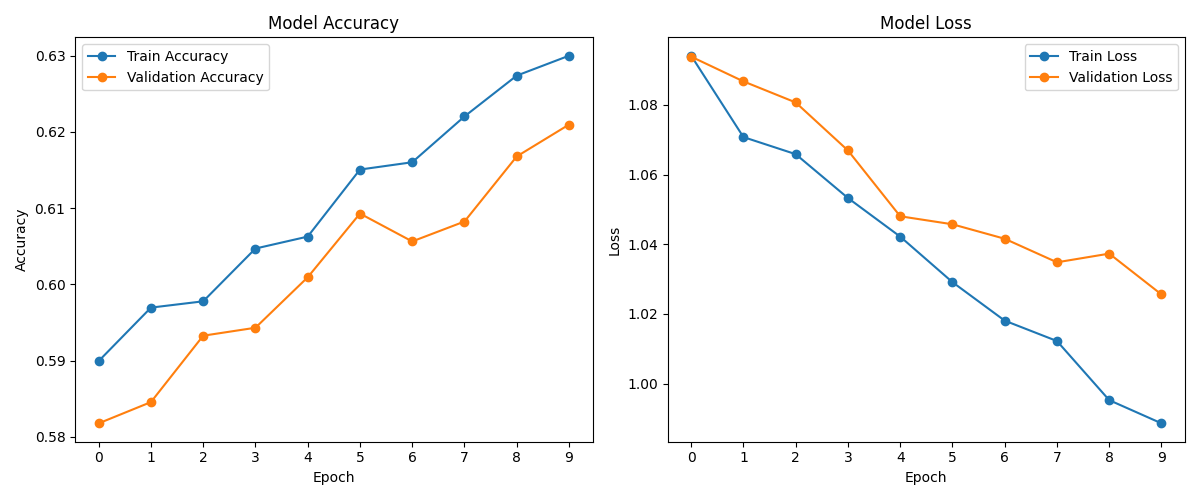 Model Accuracy
Train Accuracy
Validation Accuracy
Accuracy
0.63
0.62
0.61
0.60
0.59
0.58
0 1 2 3 4 5 6 7 8 9
Epoch
Model Loss
Train Loss
Validation Loss
Loss
1.08
1.06
1.04
1.02
1.00
0 1 2 3 4 5 6 7 8 9
Epoch